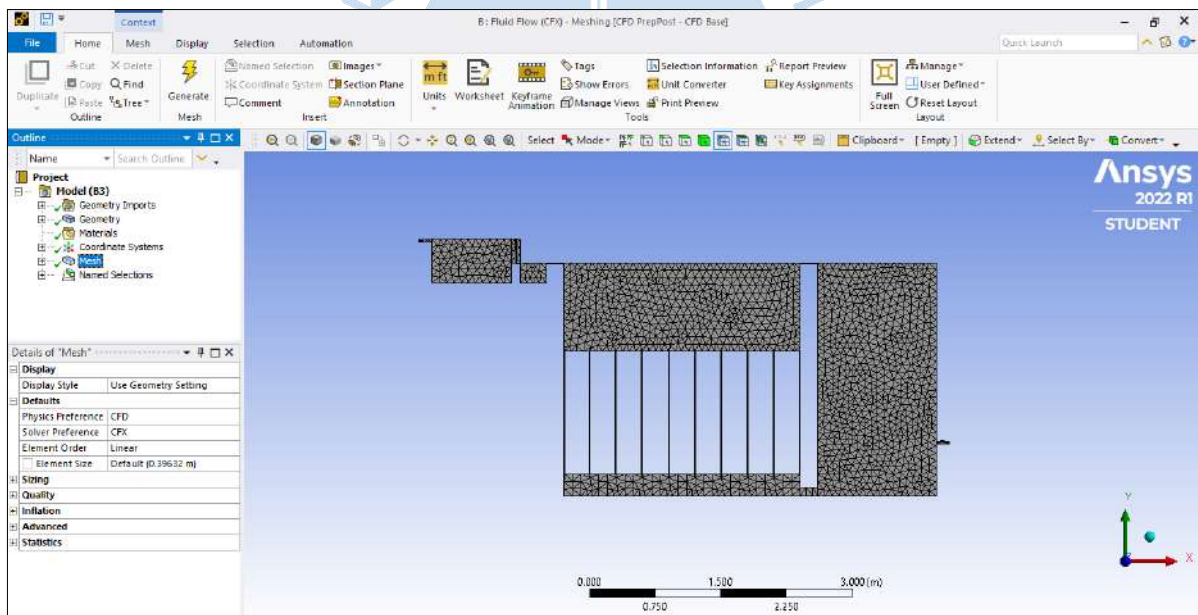 Context
B : Fluid Flow (CFX) - Meshing [CFD PrepPost - CFD Base]
File Home Mesh Display Selection Automation Quick Launch
Duplicate
Cut
Copy
Paste
Delete
Find
Tree
Outline
Generate
Mesh
Named Selection
Coordinate System
Comment
Images
Section Plane
Annotation
Insert
Units
Worksheet
Keyframe
Animation
Tags
Show Errors
Manage Views
Selection Information
Unit Converter
Print Preview
Report Preview
Key Assignments
Tools
Full
Screen
Manage
User Defined
Reset Layout
Layout
Outline
Name Search Outline
Select Mode Clipboard [Empty] Extend Select By Convert
Project
Model (B3)
Geometry Imports
Geometry
Materials
Coordinate Systems
Mesh
Named Selections
Ansys
2022 R1
STUDENT
Details of "Mesh"
Display
Display Style Use Geometry Setting
Defaults
Physics Preference CFD
Solver Preference CFX
Element Order Linear
Element Size Default (0.39632 m)
Sizing
Quality
Inflation
Advanced
Statistics
Y
X
0.000 1.500 3.000 (m)
0.750 2.250